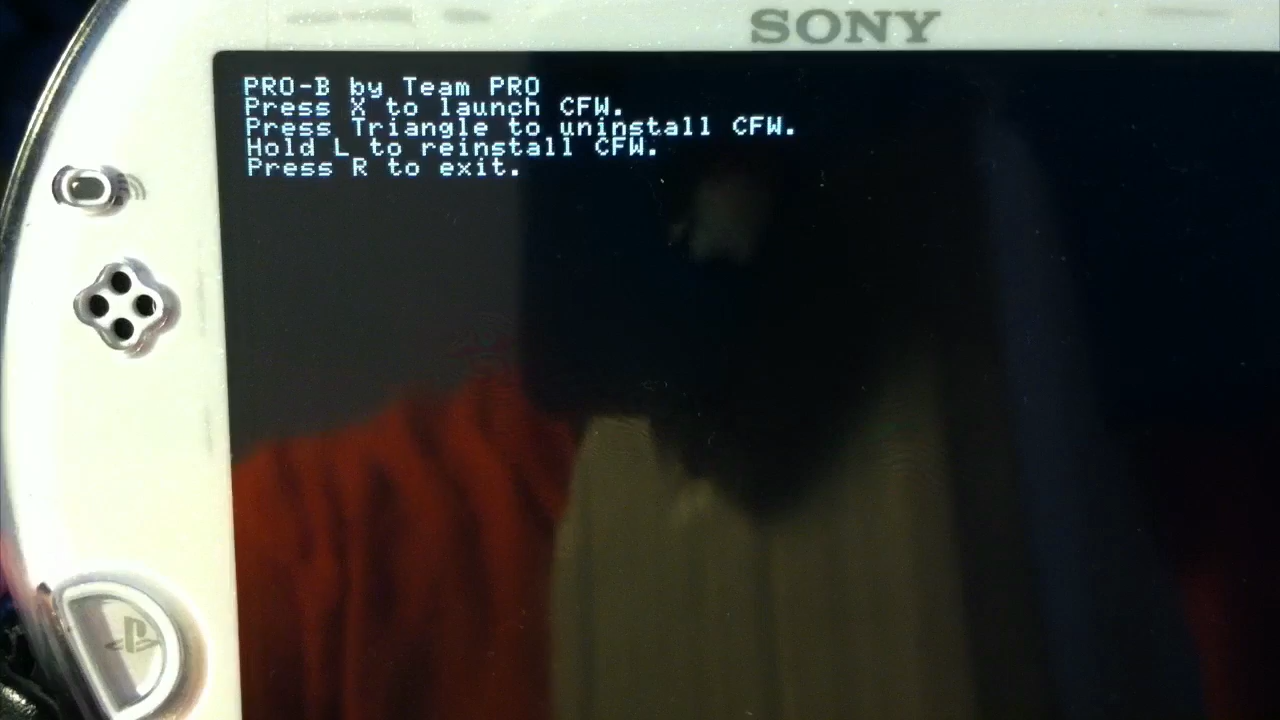 SONY
PRO-B by Team PRO
Press X to launch CFW.
Press Triangle to uninstall CFW.
Hold L to reinstall CFW.
Press R to exit.